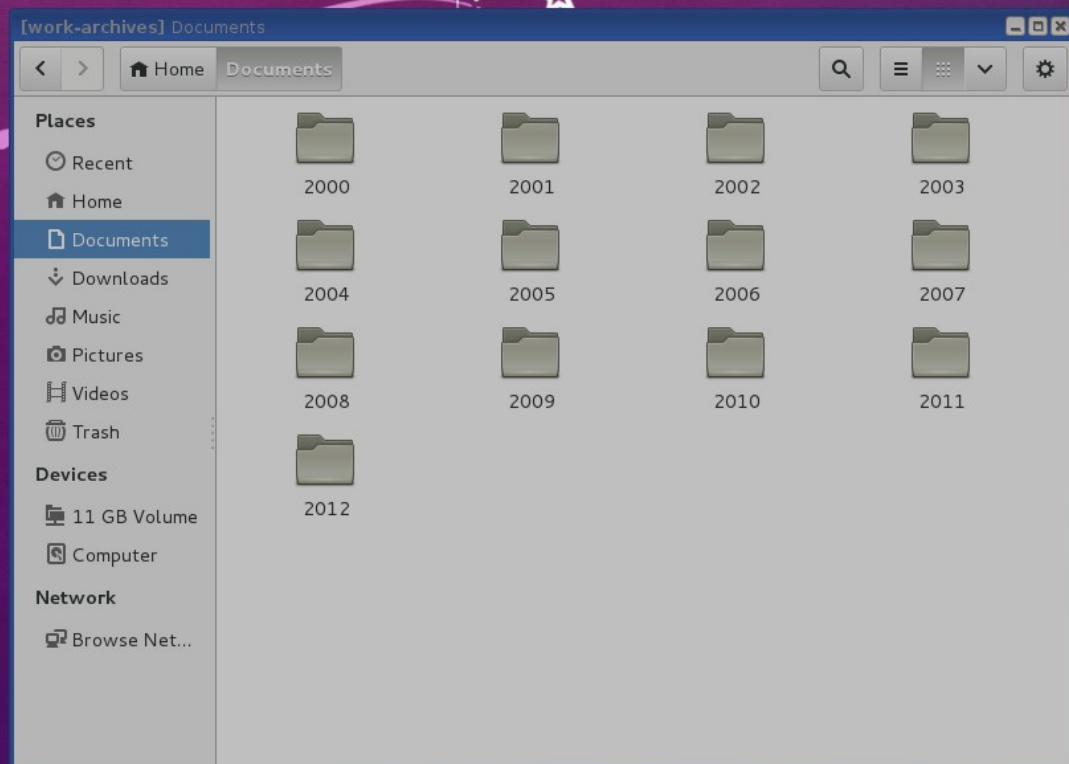 [work-archives] Documents
Home Documents
Places
Recent
Home
Documents
Downloads
Music
Pictures
Videos
Trash
Devices
11 GB Volume
Computer
Network
Browse Net...
2000 2001 2002 2003
2004 2005 2006 2007
2008 2009 2010 2011
2012